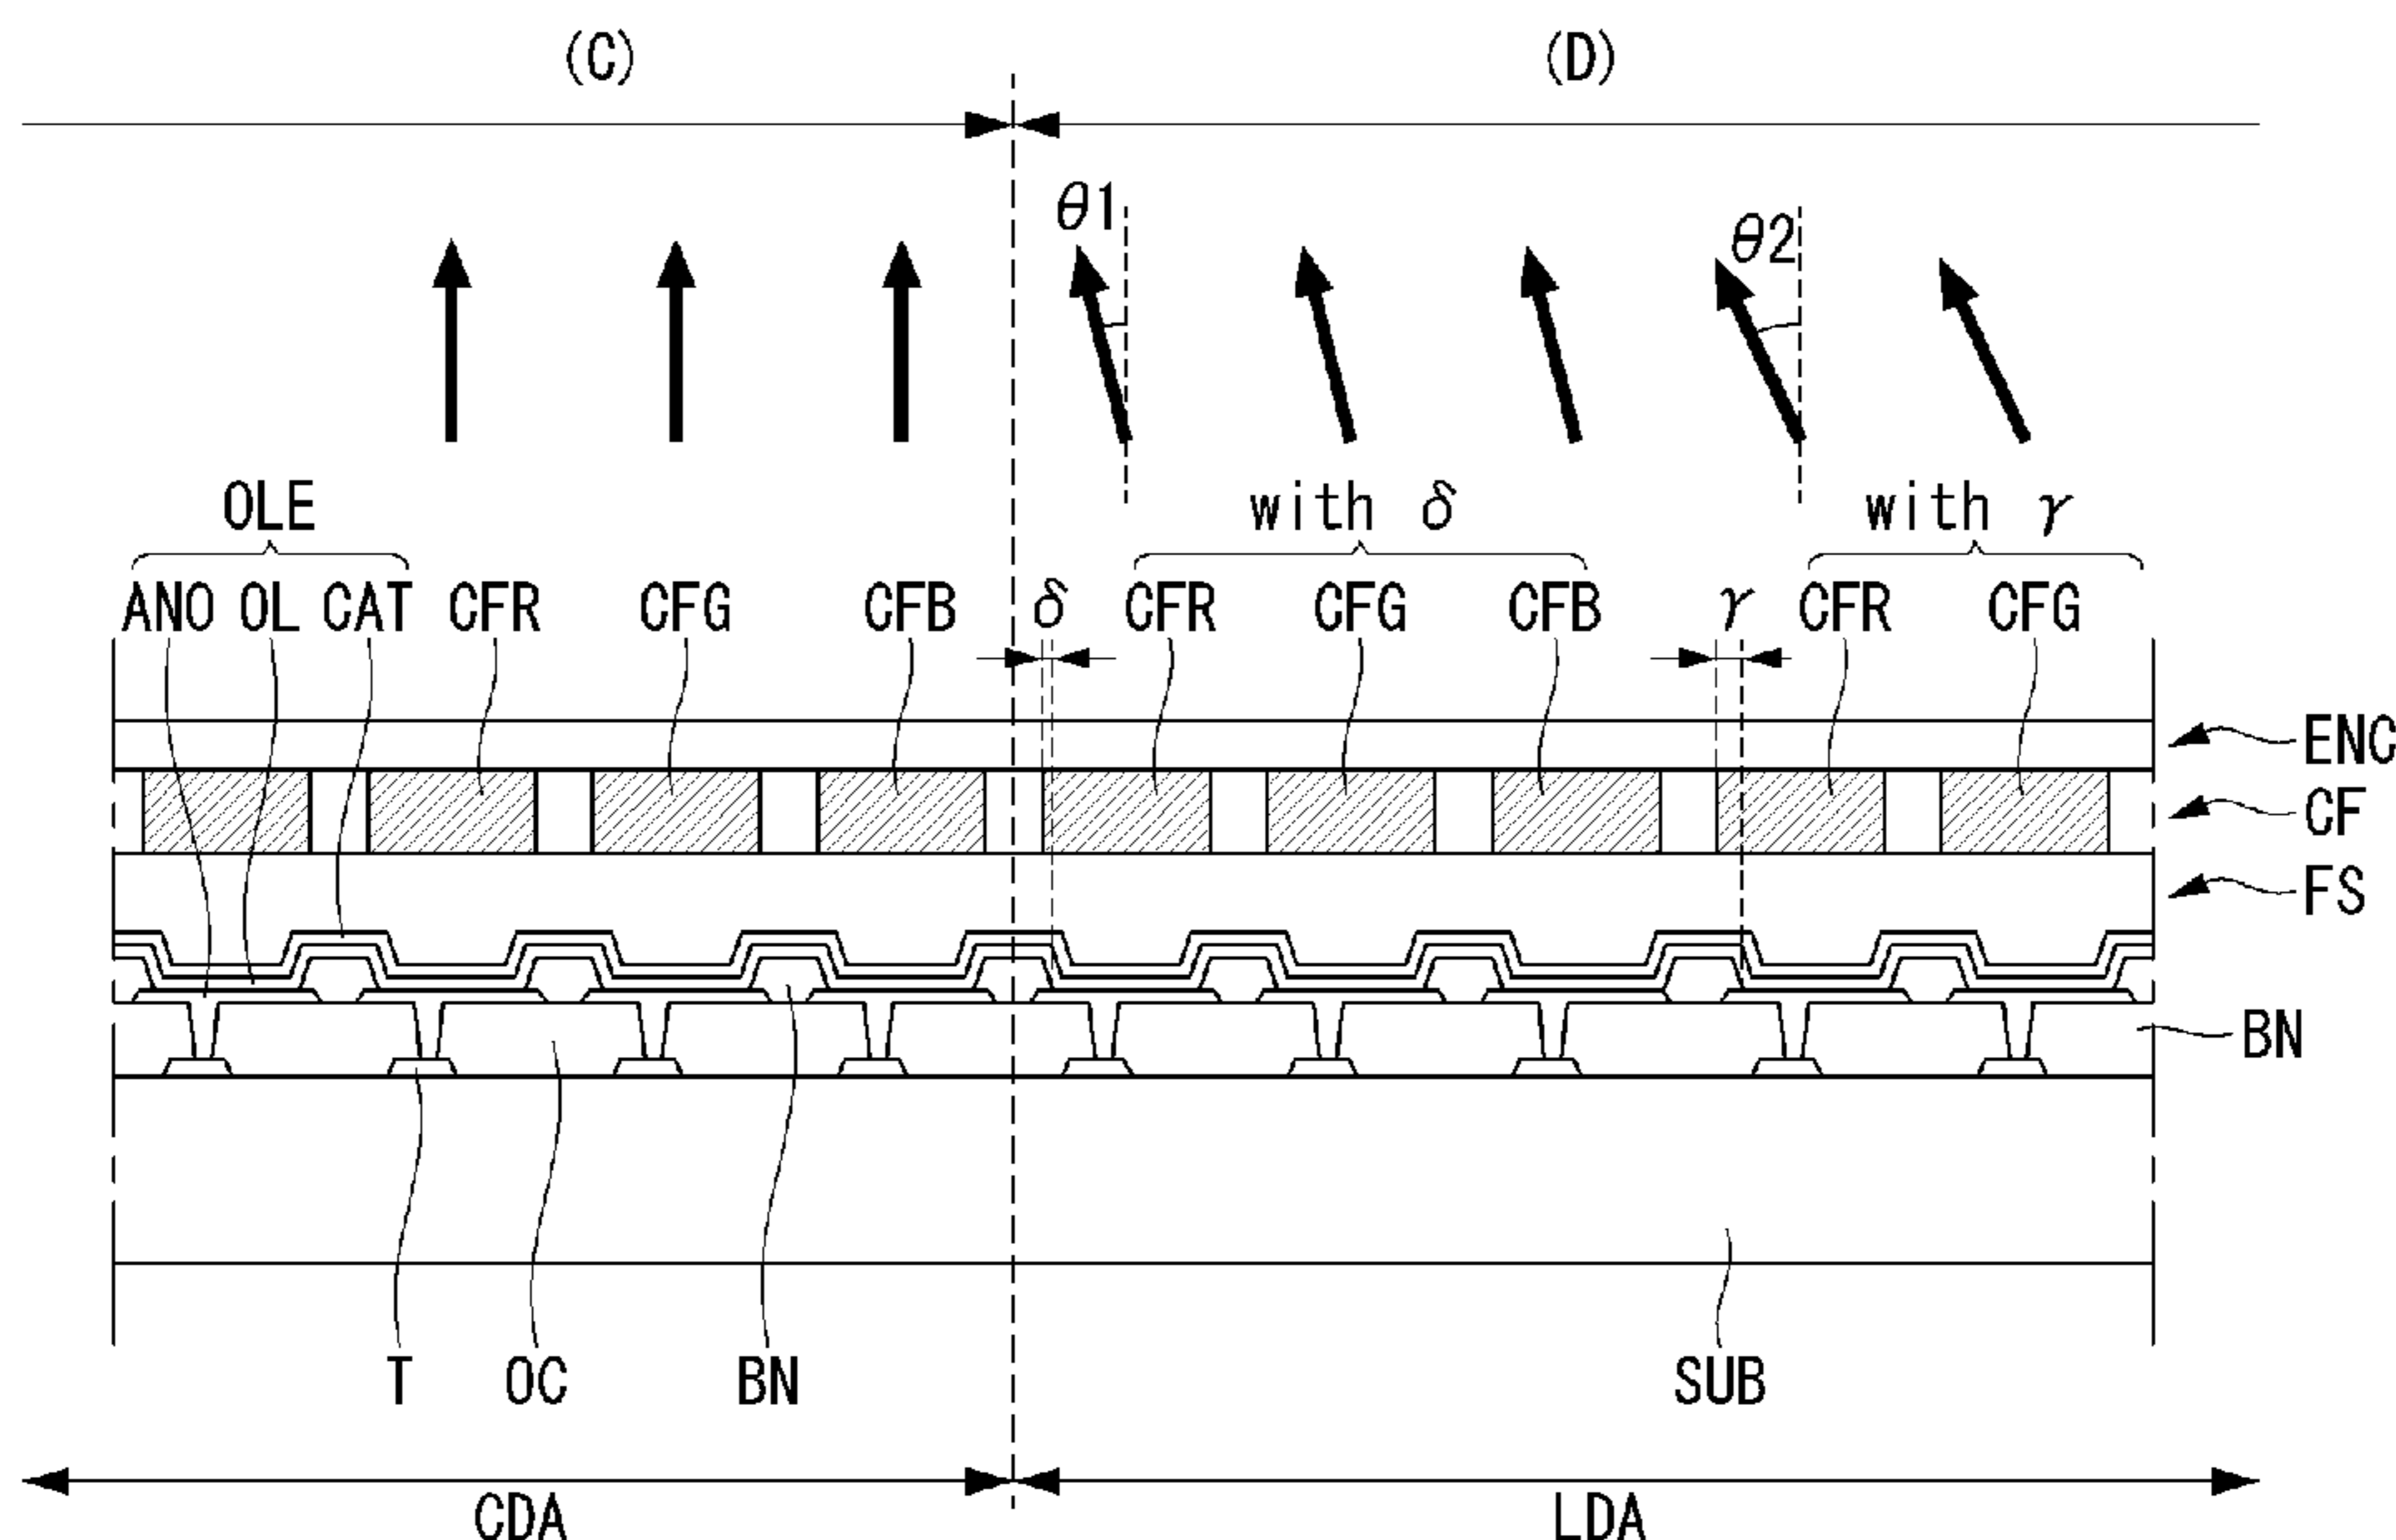 (C) (D)
θ1 θ2
OLE with δ with γ
ANO OL CAT CFR CFG CFB δ CFR CFG CFB γ CFR CFG
ENC
CF
FS
BN
T OC BN SUB
CDA LDA